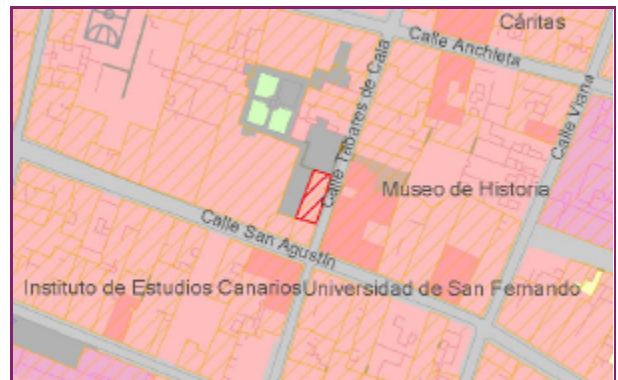 Cáritas
Calle Anchieta
Calle Tabares de Cala
Calle Viana
Museo de Historia
Calle San Agustín
Instituto de Estudios Canarios
Universidad de San Fernando